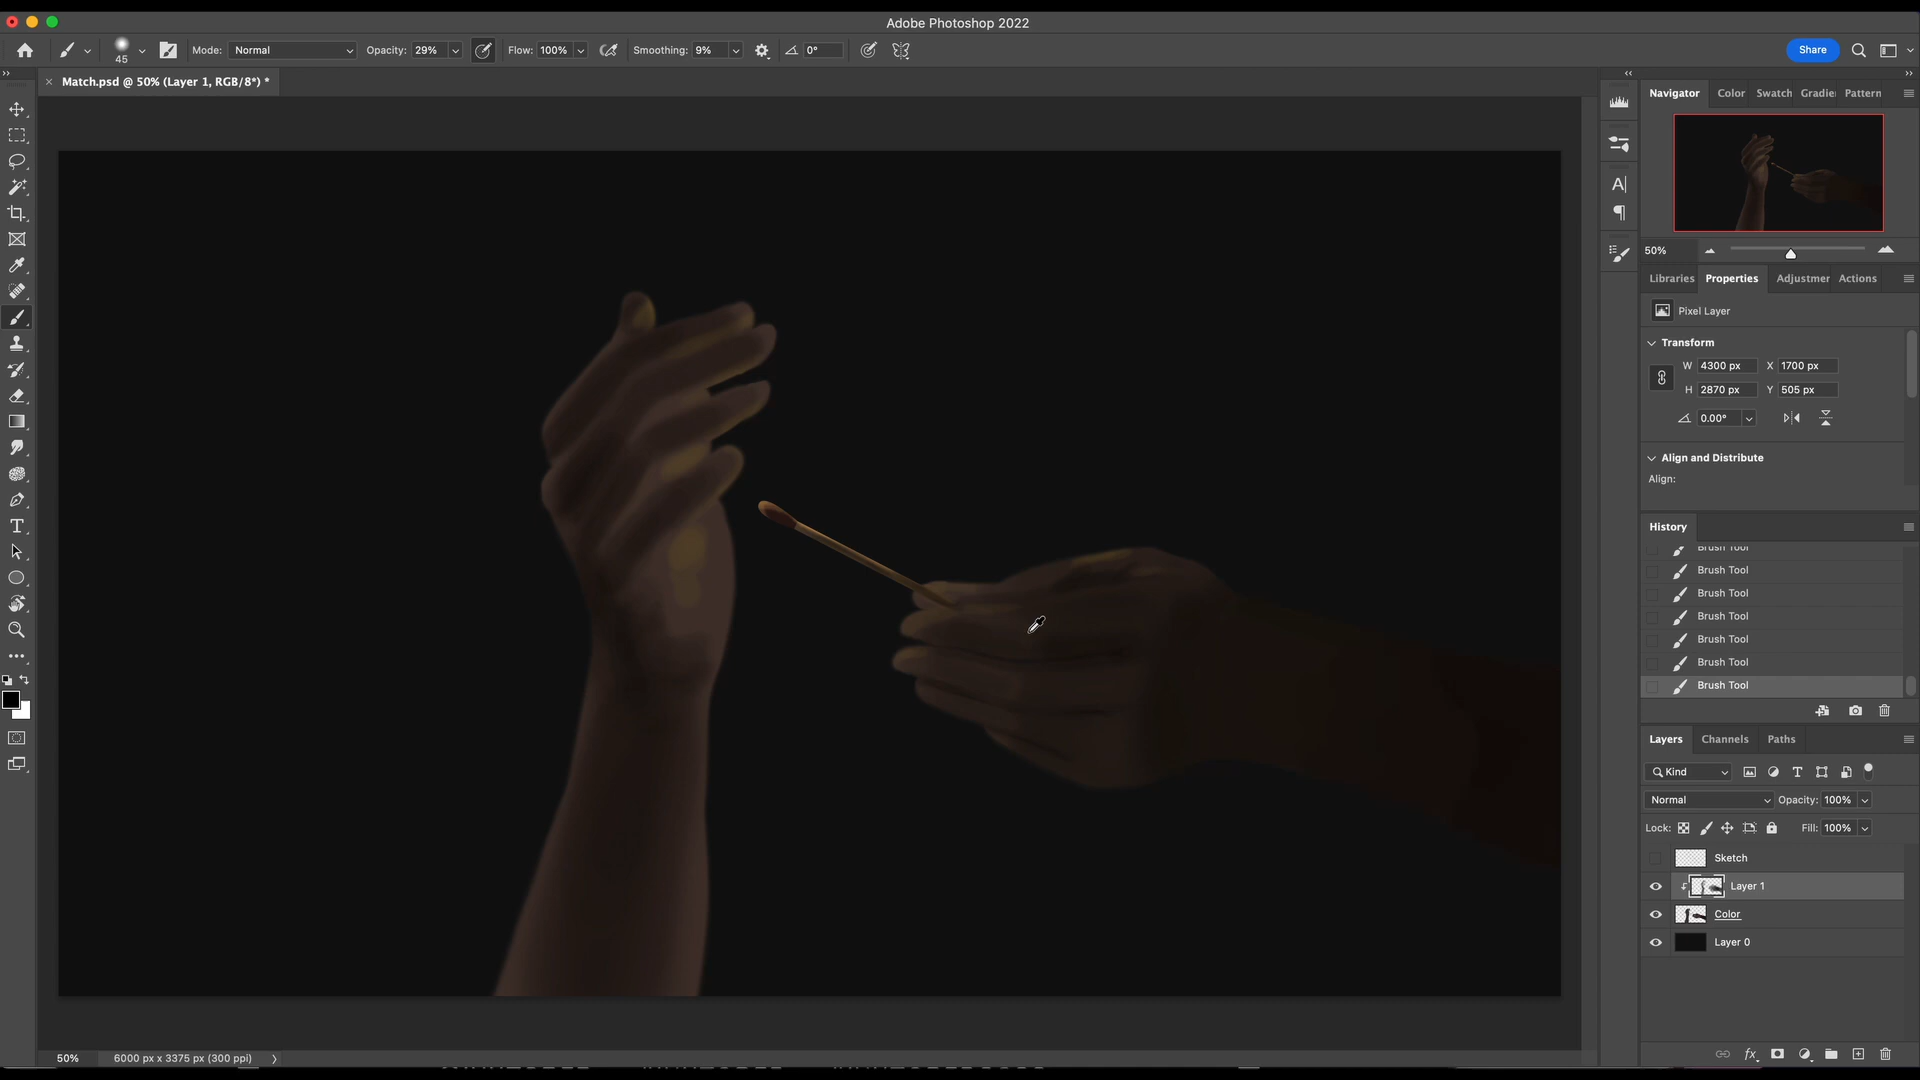 Adobe Photoshop 2022
45
Mode: Normal
Opacity: 29%
Flow: 100%
Smoothing: 9%
0°
Share
Match.psd @ 50% (Layer 1, RGB/8*) *
Navigator Color Swatch Gradie Pattern
50%
Libraries Properties Adjustmer Actions
Pixel Layer
Transform
W 4300 px X 1700 px
H 2870 px Y 505 px
0.00°
Align and Distribute
Align:
History
Brush Tool
Brush Tool
Brush Tool
Brush Tool
Brush Tool
Brush Tool
Brush Tool
Layers Channels Paths
Kind
Normal Opacity: 100%
Lock: Fill: 100%
Sketch
Layer 1
Color
Layer 0
50% 6000 px x 3375 px (300 ppi)